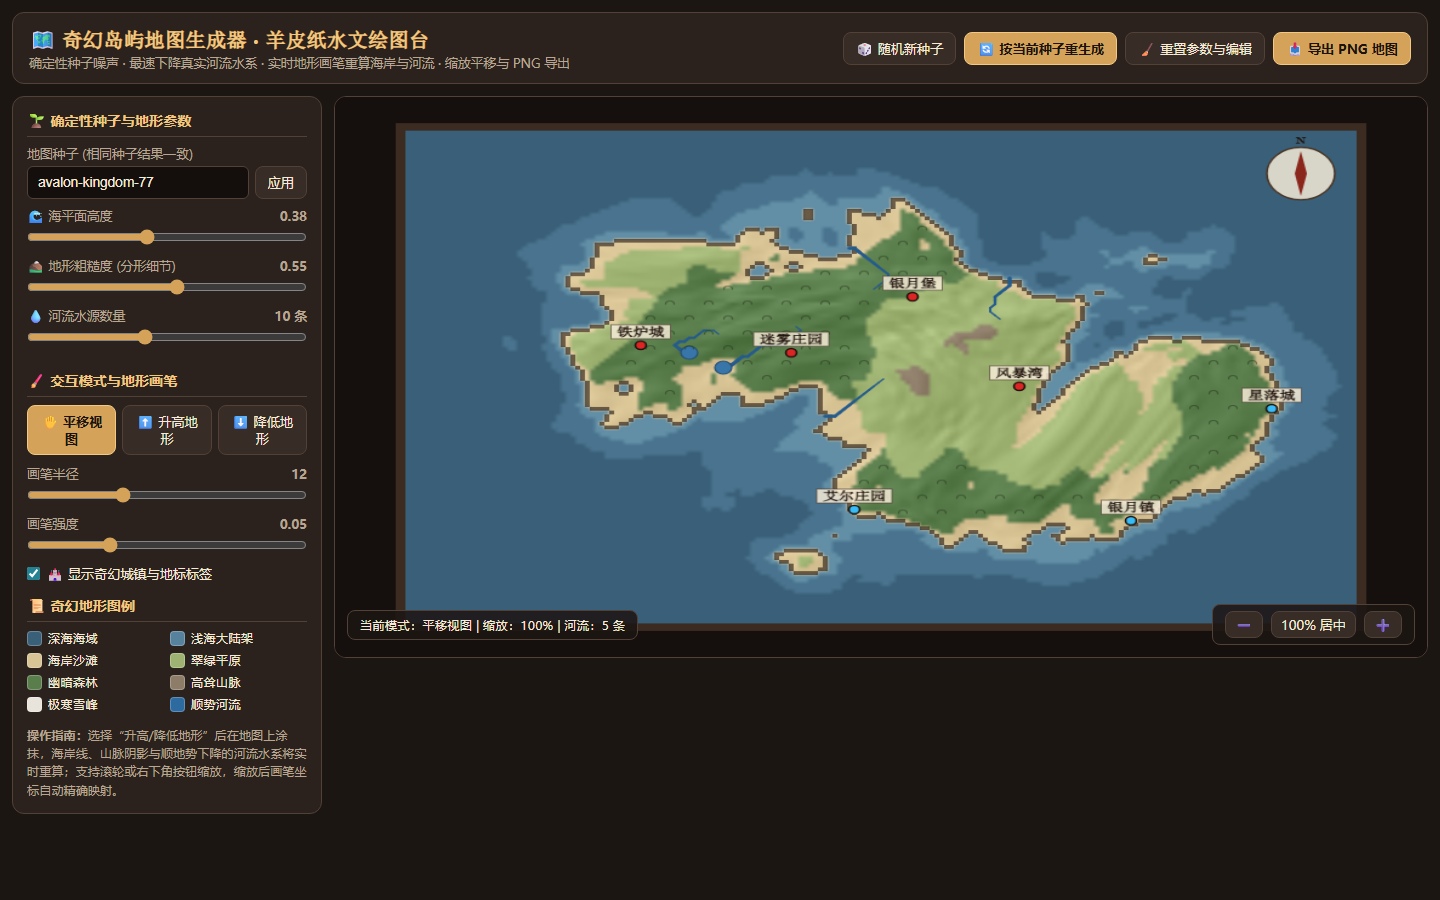 🗺️ 奇幻岛屿地图生成器 · 羊皮纸水文绘图台
确定性种子噪声 · 最速下降真实河流水系 · 实时地形画笔重算海岸与河流 · 缩放平移与 PNG 导出
🎲 随机新种子
🔄 按当前种子重生成
🧹 重置参数与编辑
📥 导出 PNG 地图
🌱 确定性种子与地形参数
地图种子 (相同种子结果一致)
avalon-kingdom-77
应用
🌊 海平面高度 0.38
⛰️ 地形粗糙度 (分形细节) 0.55
💧 河流水源数量 10 条
🖌️ 交互模式与地形画笔
🖐️ 平移视
图
⬆️ 升高地
形
⬇️ 降低地
形
画笔半径 12
画笔强度 0.05
🏰 显示奇幻城镇与地标标签
📜 奇幻地形图例
深海海域
浅海大陆架
海岸沙滩
翠绿平原
幽暗森林
高耸山脉
极寒雪峰
顺势河流
操作指南：选择“升高/降低地形”后在地图上涂
抹，海岸线、山脉阴影与顺地势下降的河流水系将实
时重算；支持滚轮或右下角按钮缩放，缩放后画笔坐
标自动精确映射。
N
银月堡
铁炉城
迷雾庄园
风暴湾
星落城
艾尔庄园
银月镇
当前模式：平移视图 | 缩放：100% | 河流：5 条
−
100% 居中
+